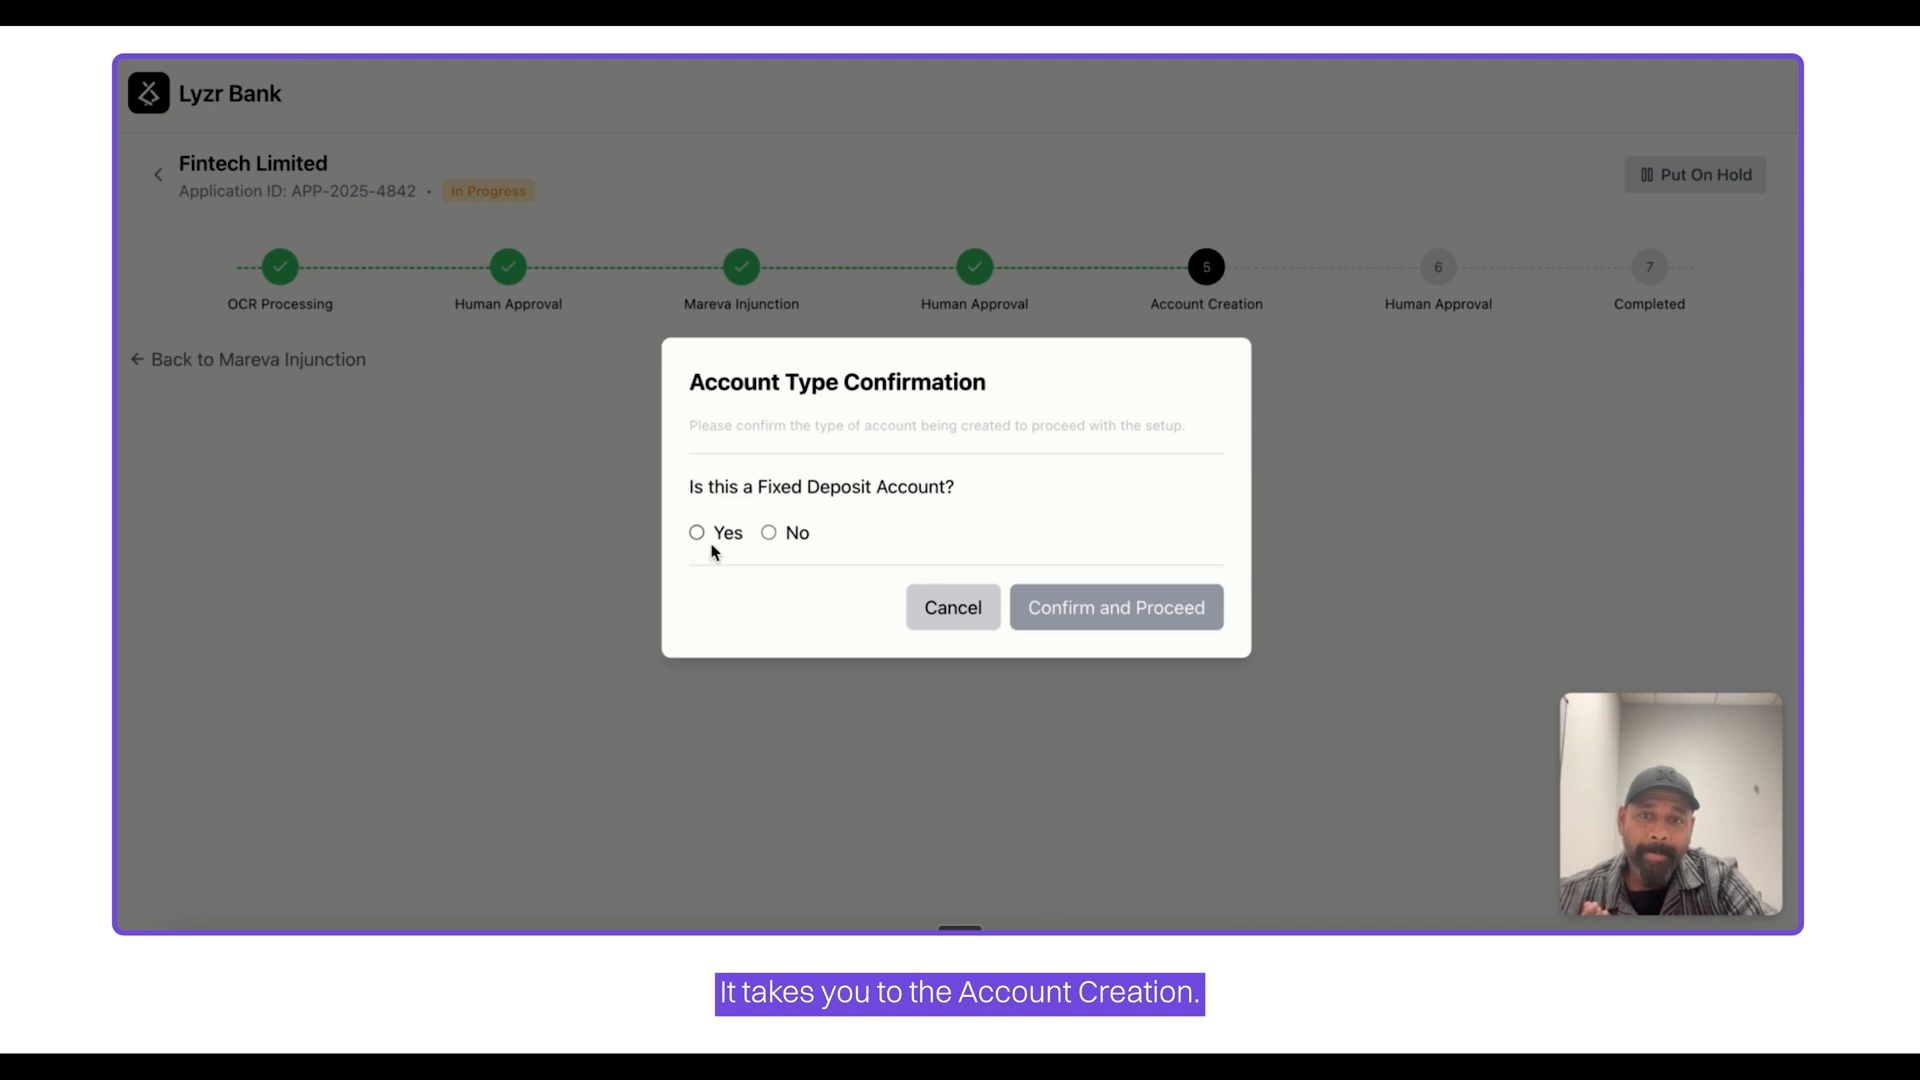 Lyzr Bank
Fintech Limited
Application ID: APP-2025-4842 • In Progress
Put On Hold
5
6
7
OCR Processing
Human Approval
Mareva Injunction
Human Approval
Account Creation
Human Approval
Completed
← Back to Mareva Injunction
Account Type Confirmation
Please confirm the type of account being created to proceed with the setup.
Is this a Fixed Deposit Account?
Yes
No
Cancel
Confirm and Proceed
It takes you to the Account Creation.